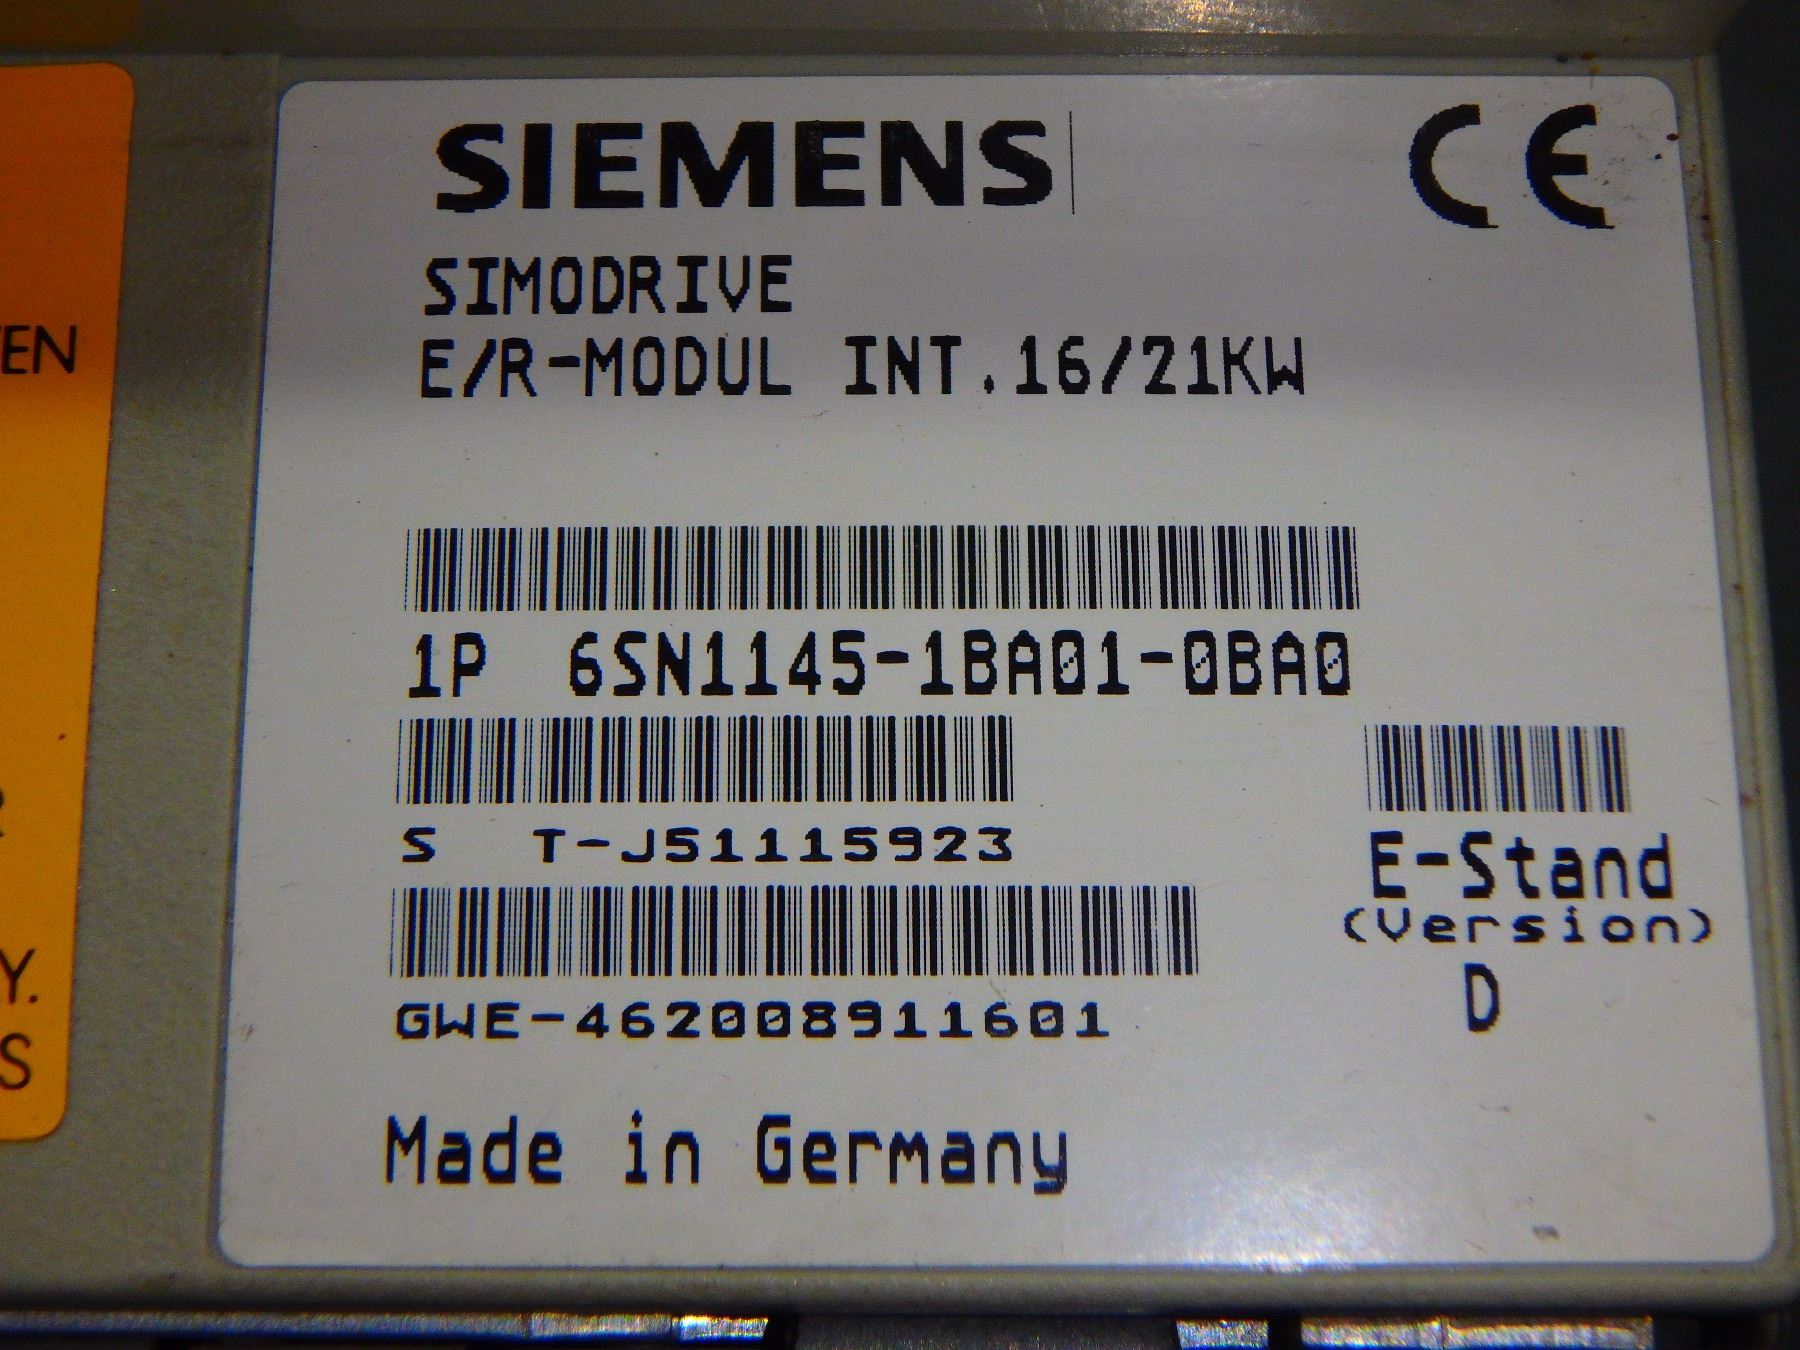 SIEMENS
CE
SIMODRIVE
E/R-MODUL INT.16/21KW
1P 6SN1145-1BA01-0BA0
S T-J51115923
E-Stand
(Version)
D
GWE-462008911601
Made in Germany
Y.